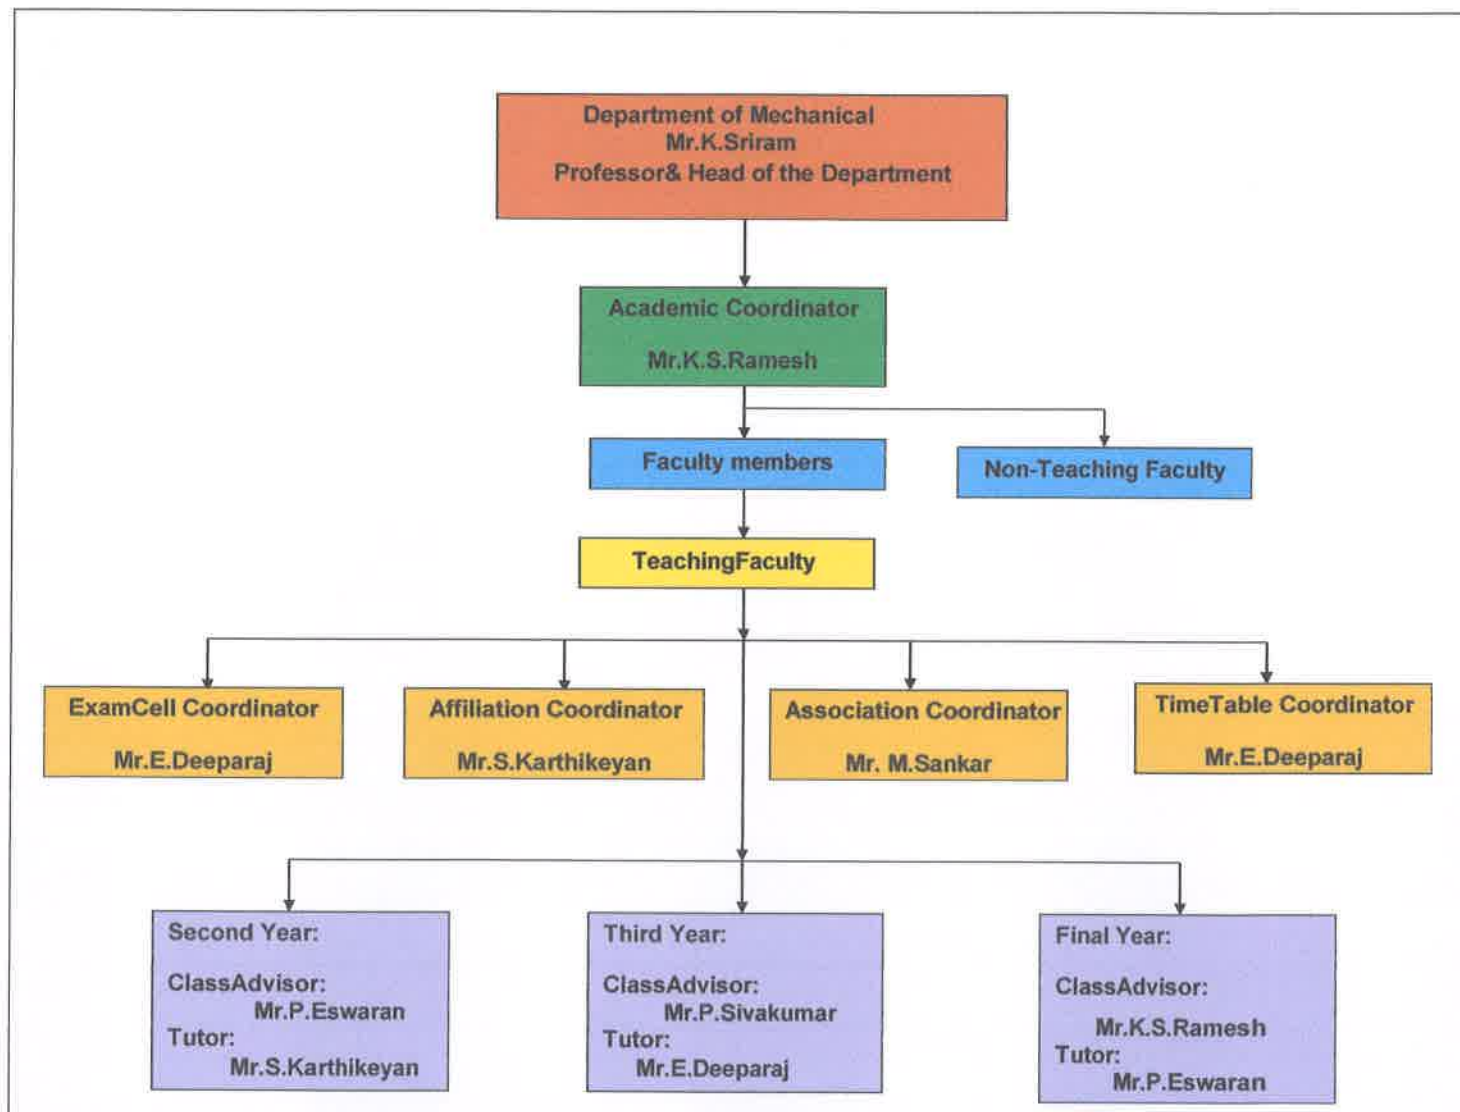 Department of Mechanical
Mr.K.Sriram
Professor& Head of the Department
Academic Coordinator
Mr.K.S.Ramesh
Faculty members
Non-Teaching Faculty
TeachingFaculty
ExamCell Coordinator
Mr.E.Deeparaj
Affiliation Coordinator
Mr.S.Karthikeyan
Association Coordinator
Mr. M.Sankar
TimeTable Coordinator
Mr.E.Deeparaj
Second Year:
ClassAdvisor:
Mr.P.Eswaran
Tutor:
Mr.S.Karthikeyan
Third Year:
ClassAdvisor:
Mr.P.Sivakumar
Tutor:
Mr.E.Deeparaj
Final Year:
ClassAdvisor:
Mr.K.S.Ramesh
Tutor:
Mr.P.Eswaran